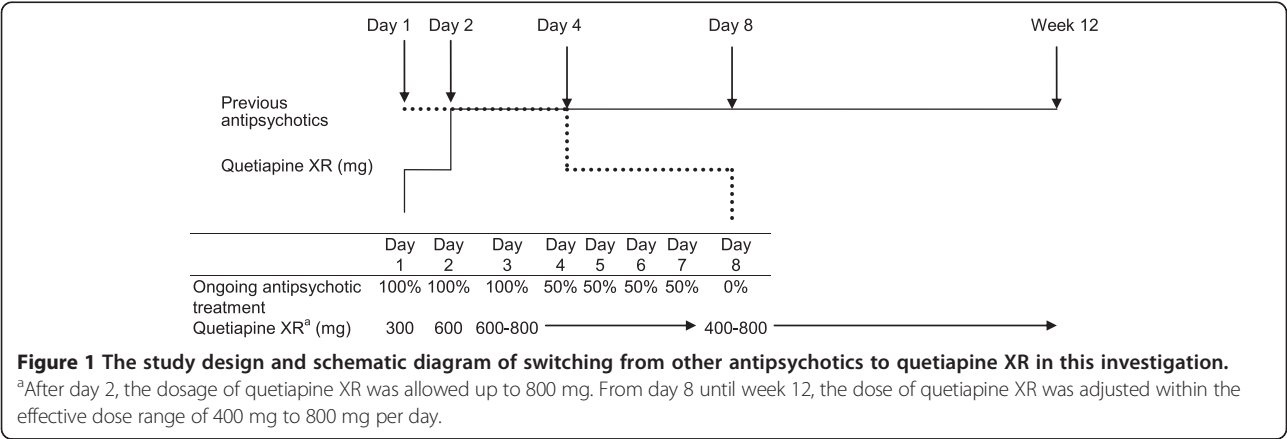 Day 1 Day 2 Day 4 Day 8 Week 12
Previous
antipsychotics
Quetiapine XR (mg)
Day Day Day Day Day Day Day Day
1 2 3 4 5 6 7 8
Ongoing antipsychotic 100% 100% 100% 50% 50% 50% 50% 0%
treatment
Quetiapine XRa (mg) 300 600 600-800 400-800
Figure 1 The study design and schematic diagram of switching from other antipsychotics to quetiapine XR in this investigation.
aAfter day 2, the dosage of quetiapine XR was allowed up to 800 mg. From day 8 until week 12, the dose of quetiapine XR was adjusted within the
effective dose range of 400 mg to 800 mg per day.